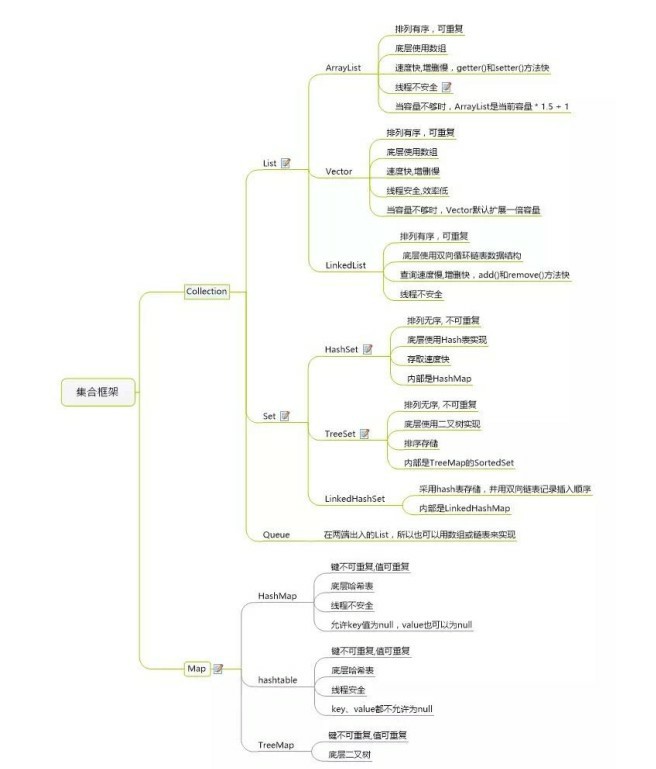 集合框架
Collection
List
ArrayList
排列有序，可重复
底层使用数组
速度快,增删慢，getter()和setter()方法快
线程不安全
当容量不够时，ArrayList是当前容量 * 1.5 + 1
Vector
排列有序，可重复
底层使用数组
速度快,增删慢
线程安全,效率低
当容量不够时，Vector默认扩展一倍容量
LinkedList
排列有序，可重复
底层使用双向循环链表数据结构
查询速度慢,增删快，add()和remove()方法快
线程不安全
Set
HashSet
排列无序, 不可重复
底层使用Hash表实现
存取速度快
内部是HashMap
TreeSet
排列无序, 不可重复
底层使用二叉树实现
排序存储
内部是TreeMap的SortedSet
LinkedHashSet
采用hash表存储，并用双向链表记录插入顺序
内部是LinkedHashMap
Queue
在两端出入的List，所以也可以用数组或链表来实现
Map
HashMap
键不可重复,值可重复
底层哈希表
线程不安全
允许key值为null，value也可以为null
hashtable
键不可重复,值可重复
底层哈希表
线程安全
key、value都不允许为null
TreeMap
键不可重复,值可重复
底层二叉树